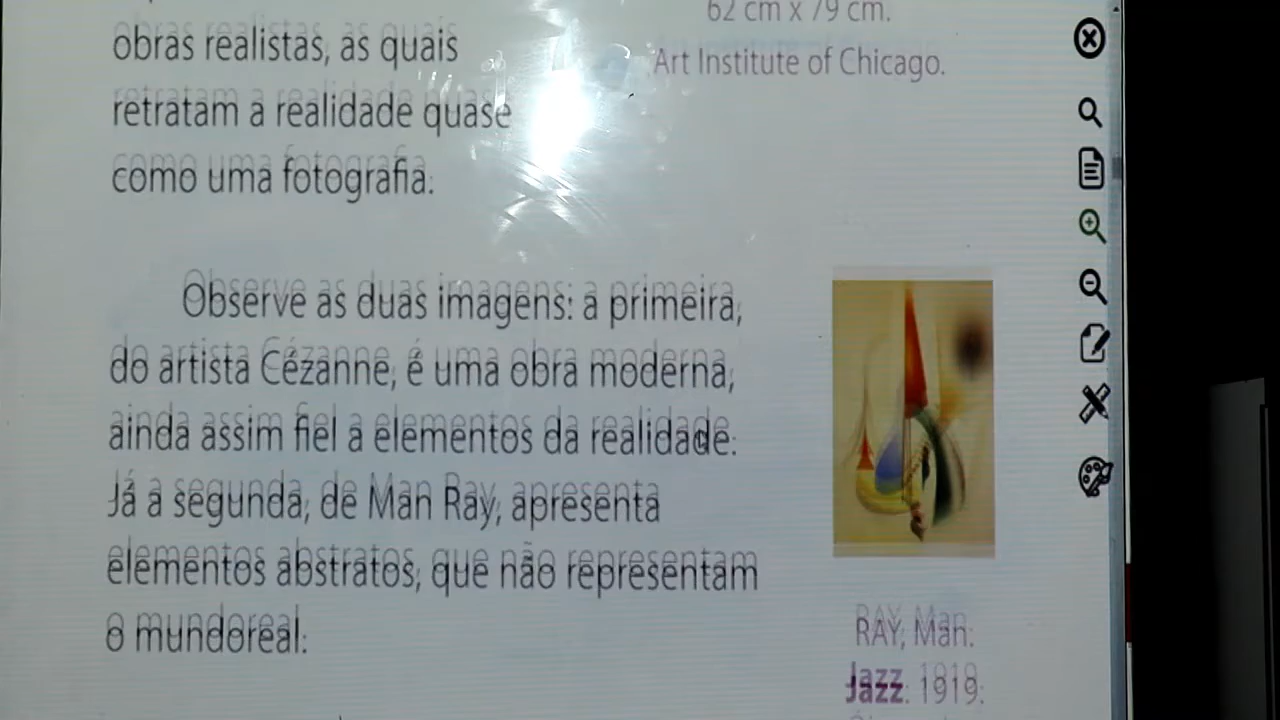 obras realistas, as quais
retratam a realidade quase
como uma fotografia.
62 cm x 79 cm.
Art Institute of Chicago.
Observe as duas imagens: a primeira,
do artista Cézanne, é uma obra moderna,
ainda assim fiel a elementos da realidade.
Já a segunda, de Man Ray, apresenta
elementos abstratos, que não representam
o mundoreal.
RAY, Man.
Jazz. 1919.